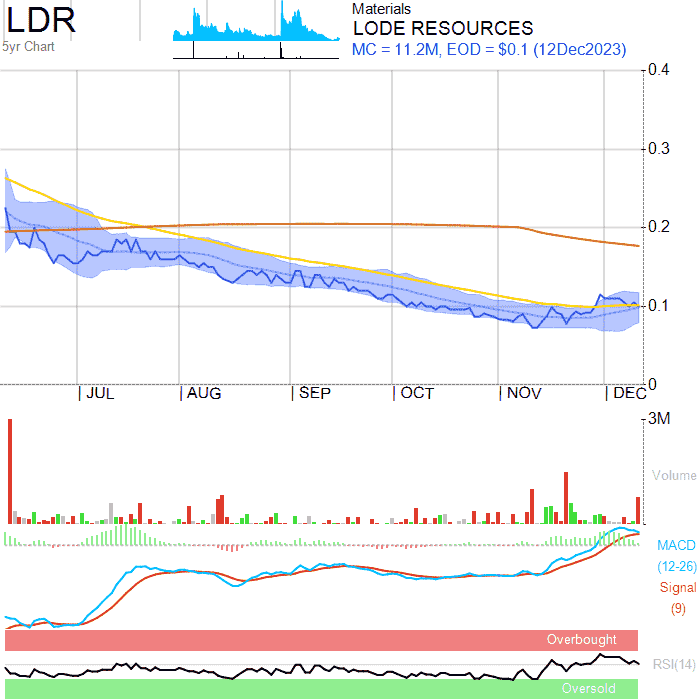 LDR
5yr Chart
Materials
LODE RESOURCES
MC = 11.2M, EOD = $0.1 (12Dec2023)
0.4
0.3
0.2
0.1
0
JUL
AUG
SEP
OCT
NOV
DEC
3M
Volume
MACD
(12-26)
Signal
(9)
Overbought
RSI(14)
Oversold